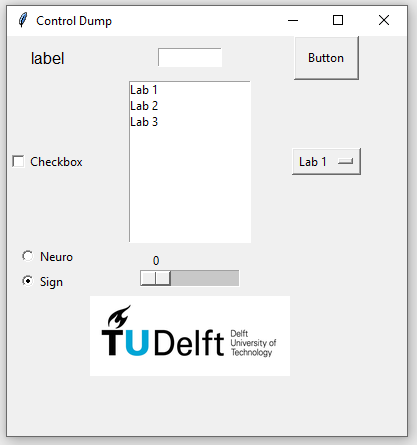 Control Dump
label
Button
Lab 1
Lab 2
Lab 3
Checkbox
Lab 1
Neuro
0
Sign
TUDelft
Delft
University of
Technology